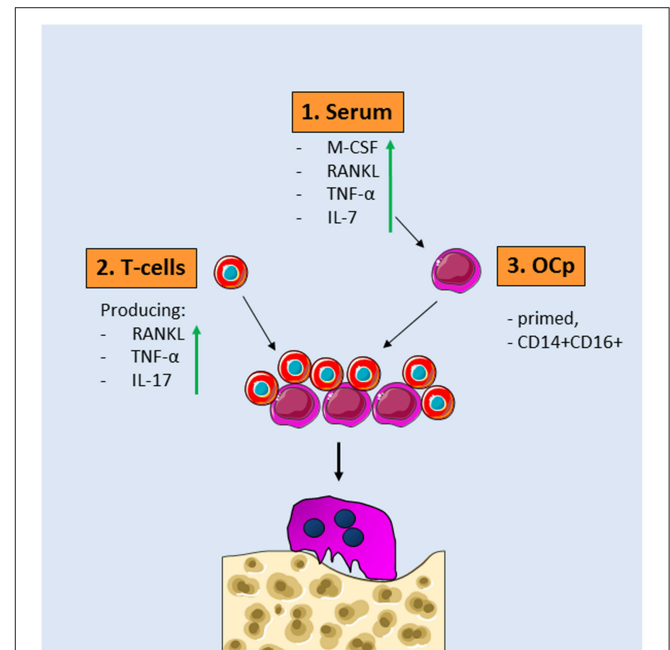 1. Serum
- M-CSF
- RANKL
- TNF-α
- IL-7
2. T-cells
Producing:
- RANKL
- TNF-α
- IL-17
3. OCp
- primed,
- CD14+CD16+